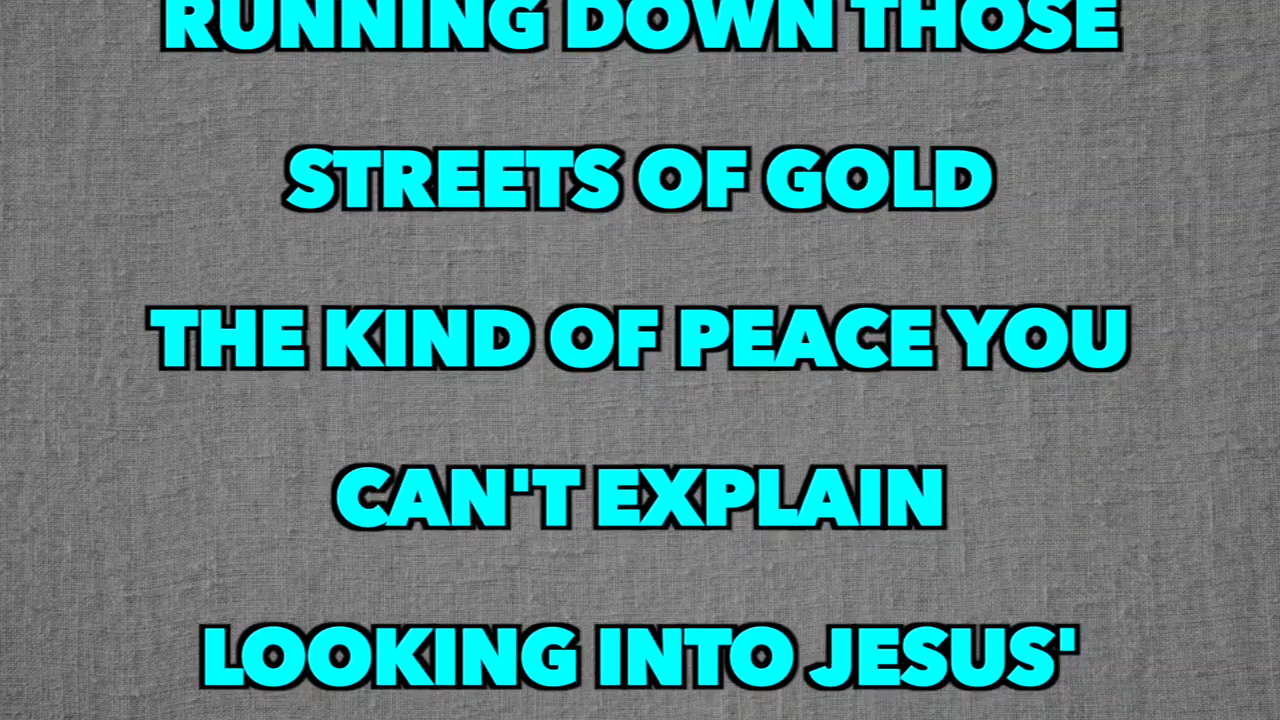 RUNNING DOWN THOSE
STREETS OF GOLD
THE KIND OF PEACE YOU
CAN'T EXPLAIN
LOOKING INTO JESUS'